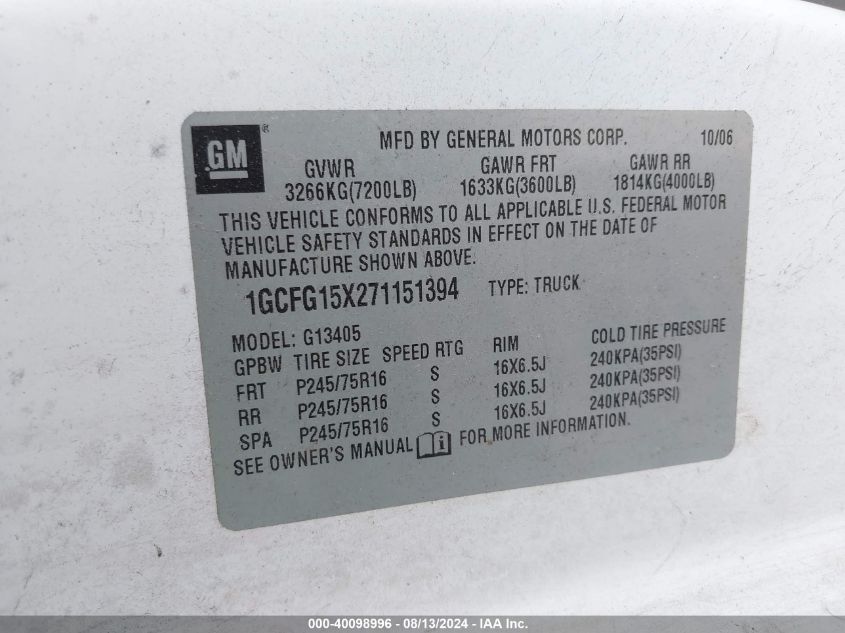 GM ® MFD BY GENERAL MOTORS CORP. 10/06
GVWR GAWR FRT GAWR RR
3266KG(7200LB) 1633KG(3600LB) 1814KG(4000LB)
THIS VEHICLE CONFORMS TO ALL APPLICABLE U.S. FEDERAL MOTOR
VEHICLE SAFETY STANDARDS IN EFFECT ON THE DATE OF
MANUFACTURE SHOWN ABOVE.
1GCFG15X271151394 TYPE: TRUCK
MODEL: G13405
GPBW TIRE SIZE SPEED RTG RIM COLD TIRE PRESSURE
FRT P245/75R16 S 16X6.5J 240KPA(35PSI)
RR P245/75R16 S 16X6.5J 240KPA(35PSI)
SPA P245/75R16 S 16X6.5J 240KPA(35PSI)
SEE OWNER'S MANUAL i FOR MORE INFORMATION.
000-40098996 - 08/13/2024 - IAA Inc.